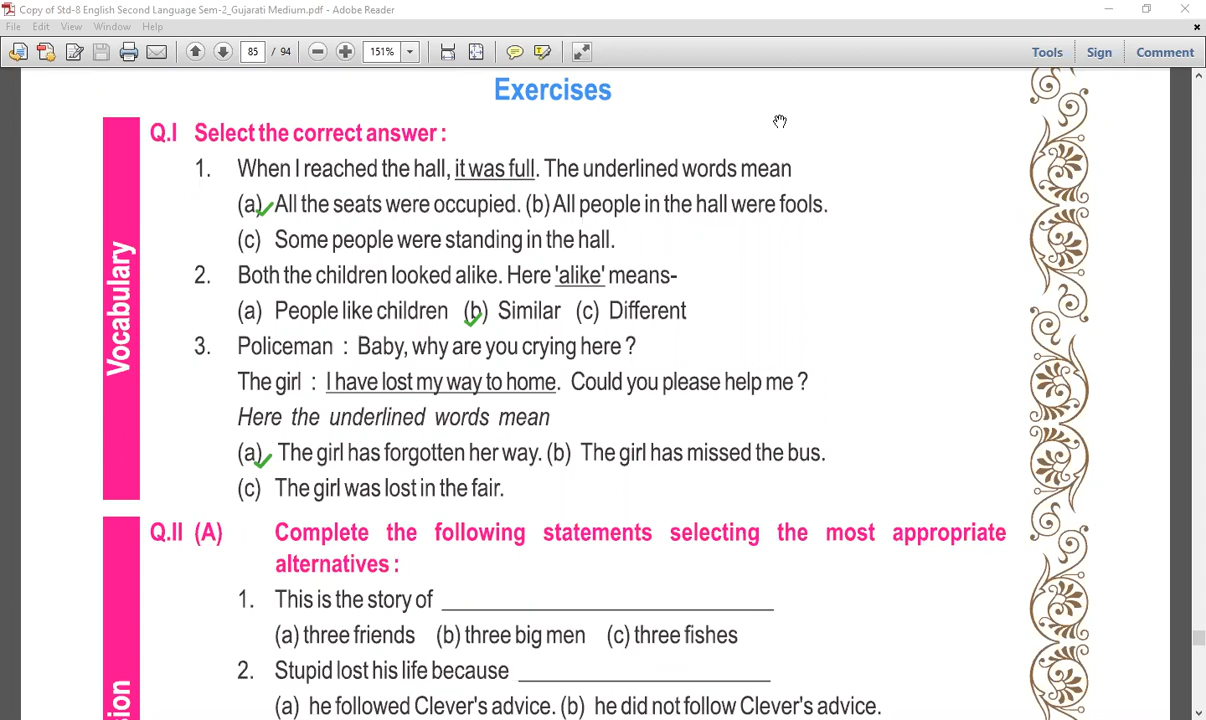 Copy of Std-8 English Second Language Sem-2_Gujarati Medium.pdf - Adobe Reader
File Edit View Window Help
85 / 94 151% Tools Sign Comment
Exercises
Vocabulary
Q.I Select the correct answer :
1. When I reached the hall, it was full. The underlined words mean
(a) All the seats were occupied. (b) All people in the hall were fools.
(c) Some people were standing in the hall.
2. Both the children looked alike. Here 'alike' means-
(a) People like children (b) Similar (c) Different
3. Policeman : Baby, why are you crying here ?
The girl : I have lost my way to home. Could you please help me ?
Here the underlined words mean
(a) The girl has forgotten her way. (b) The girl has missed the bus.
(c) The girl was lost in the fair.
Q.II (A) Complete the following statements selecting the most appropriate
alternatives :
1. This is the story of ____________________
(a) three friends (b) three big men (c) three fishes
2. Stupid lost his life because ____________________
(a) he followed Clever's advice. (b) he did not follow Clever's advice.